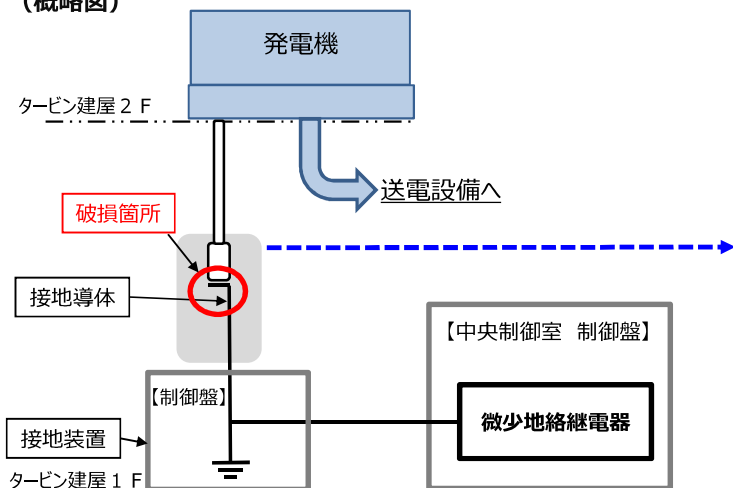 （概略図）
発電機
タービン建屋２Ｆ
送電設備へ
破損箇所
接地導体
【中央制御室　制御盤】
【制御盤】
微少地絡継電器
接地装置
タービン建屋１Ｆ